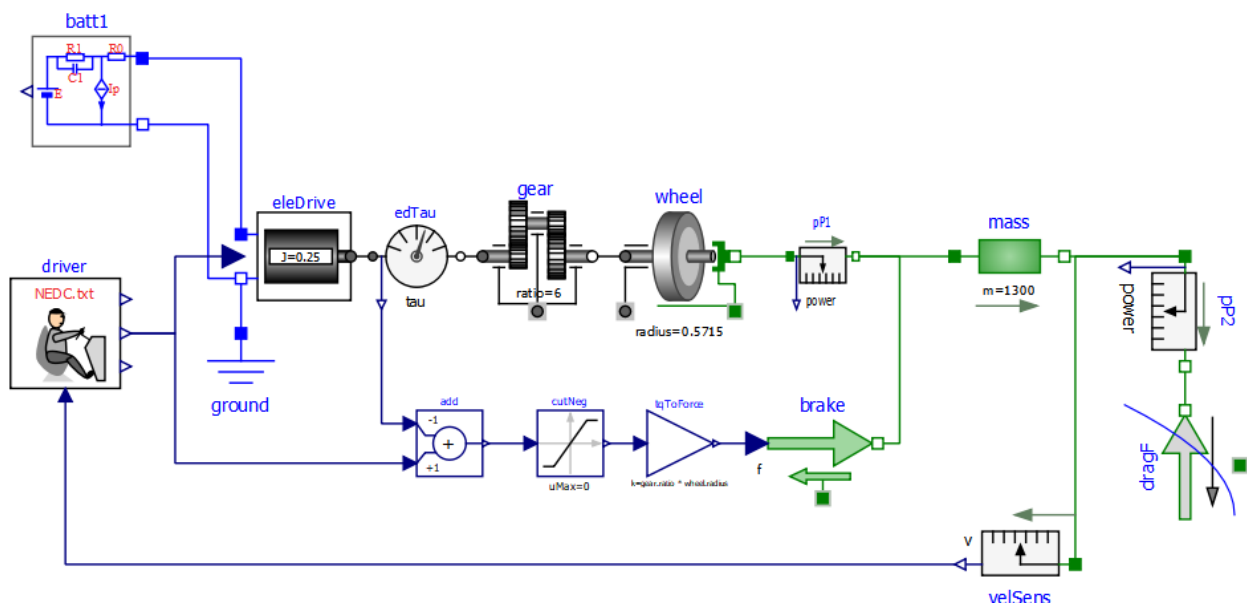 batt1
R1
R0
C1
E
Ip
eleDrive
J=0.25
edTau
tau
gear
ratio=6
wheel
radius=0.5715
pP1
power
mass
m=1300
power
pP2
driver
NEDC.txt
ground
add
-1
+
+1
cutNeg
uMax=0
tqToForce
k=gear.ratio * wheel.radius
f
brake
dragF
v
velSens